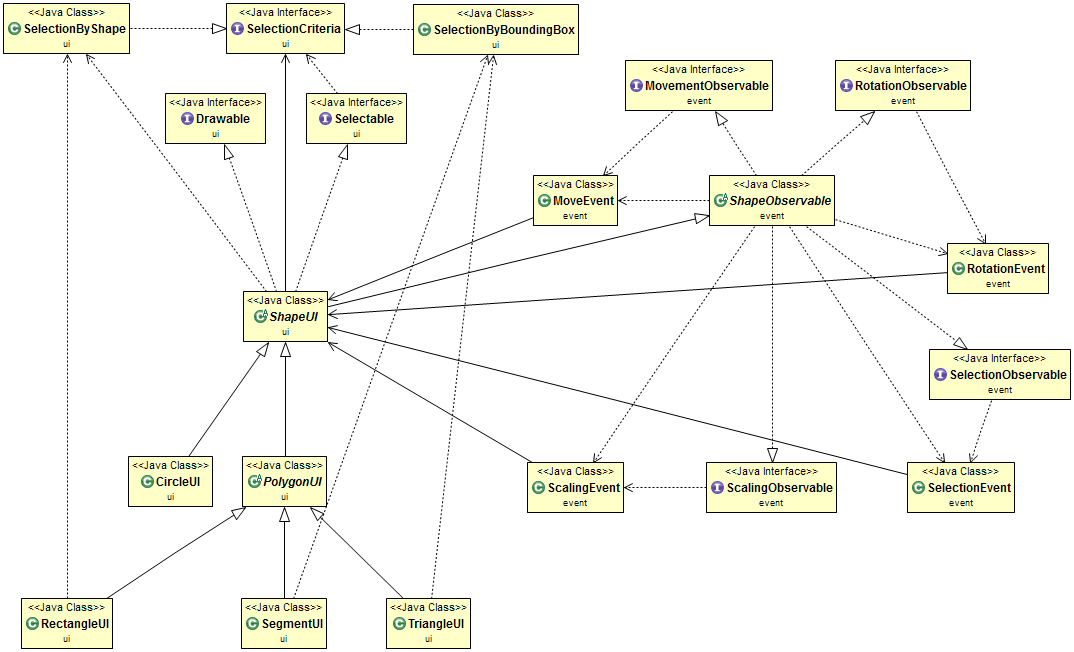 <<Java Class>>
SelectionByShape
ui
<<Java Interface>>
SelectionCriteria
ui
<<Java Class>>
SelectionByBoundingBox
ui
<<Java Interface>>
MovementObservable
event
<<Java Interface>>
RotationObservable
event
<<Java Interface>>
Drawable
ui
<<Java Interface>>
Selectable
ui
<<Java Class>>
MoveEvent
event
<<Java Class>>
ShapeObservable
event
<<Java Class>>
RotationEvent
event
<<Java Class>>
ShapeUI
ui
<<Java Interface>>
SelectionObservable
event
<<Java Class>>
CircleUI
ui
<<Java Class>>
PolygonUI
ui
<<Java Class>>
ScalingEvent
event
<<Java Interface>>
ScalingObservable
event
<<Java Class>>
SelectionEvent
event
<<Java Class>>
RectangleUI
ui
<<Java Class>>
SegmentUI
ui
<<Java Class>>
TriangleUI
ui